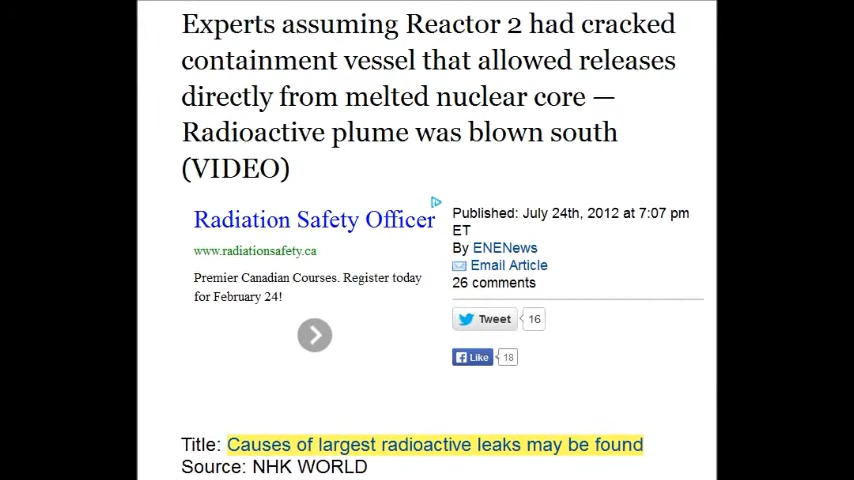 Experts assuming Reactor 2 had cracked
containment vessel that allowed releases
directly from melted nuclear core —
Radioactive plume was blown south
(VIDEO)
Radiation Safety Officer
www.radiationsafety.ca
Premier Canadian Courses. Register today
for February 24!
Published: July 24th, 2012 at 7:07 pm
ET
By ENENews
Email Article
26 comments
Tweet 16
Like 18
Title: Causes of largest radioactive leaks may be found
Source: NHK WORLD